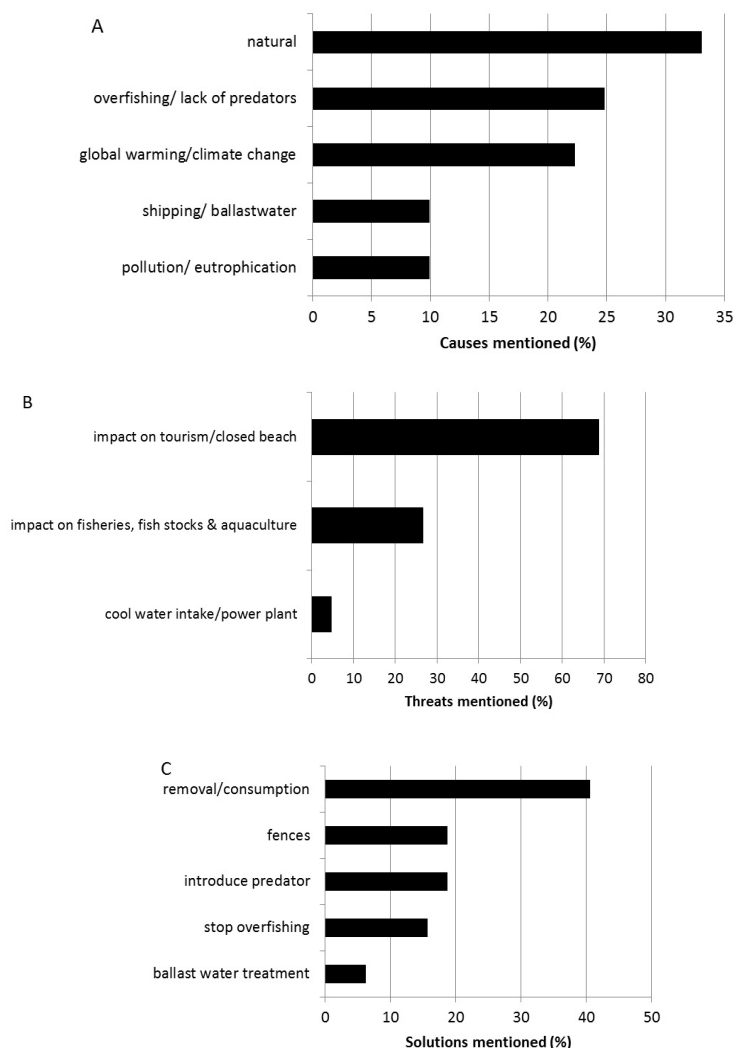 A
natural
overfishing/ lack of predators
global warming/climate change
shipping/ ballastwater
pollution/ eutrophication
0 5 10 15 20 25 30 35
Causes mentioned (%)
B
impact on tourism/closed beach
impact on fisheries, fish stocks & aquaculture
cool water intake/power plant
0 10 20 30 40 50 60 70 80
Threats mentioned (%)
C
removal/consumption
fences
introduce predator
stop overfishing
ballast water treatment
0 10 20 30 40 50
Solutions mentioned (%)